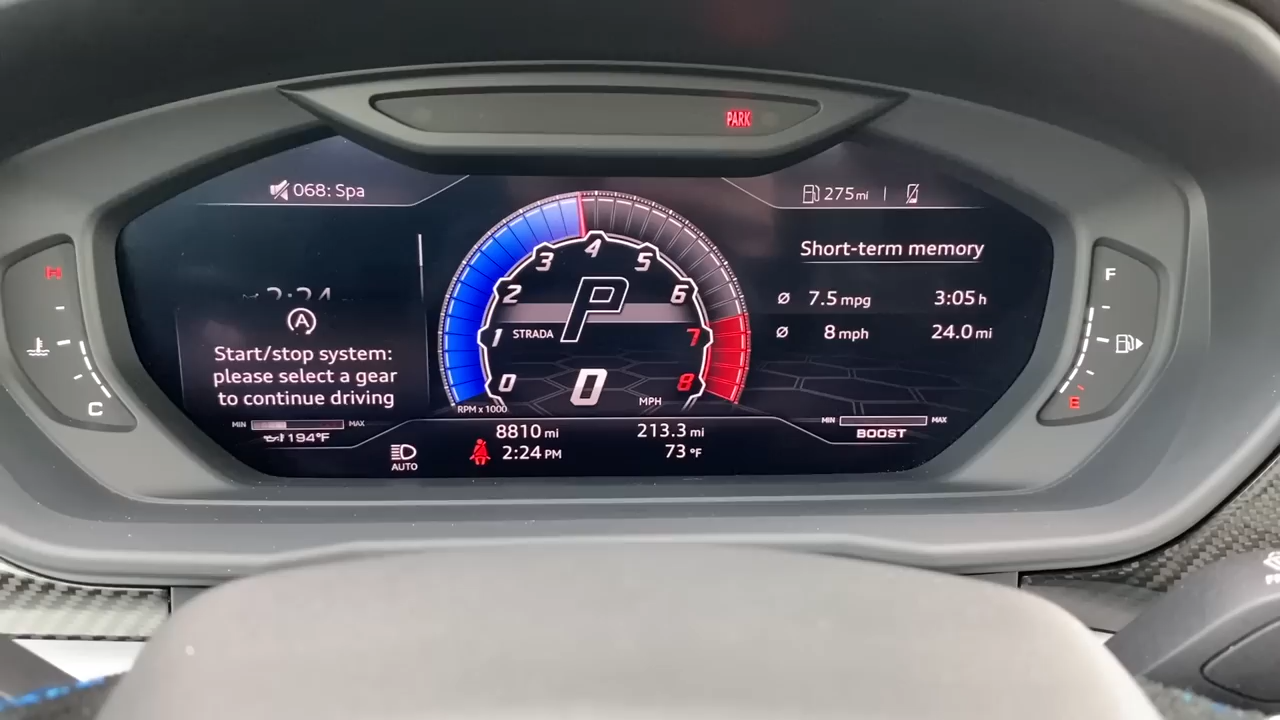 PARK
068: Spa
275 mi
Short-term memory
Ø 7.5 mpg 3:05 h
Ø 8 mph 24.0 mi
H
C
F
E
Start/stop system:
please select a gear
to continue driving
A
MIN MAX
194°F
0 1 2 3 4 5 6 7 8
P
STRADA
0
MPH
RPM x 1000
8810 mi
213.3 mi
2:24 PM
73 °F
AUTO
MIN MAX
BOOST